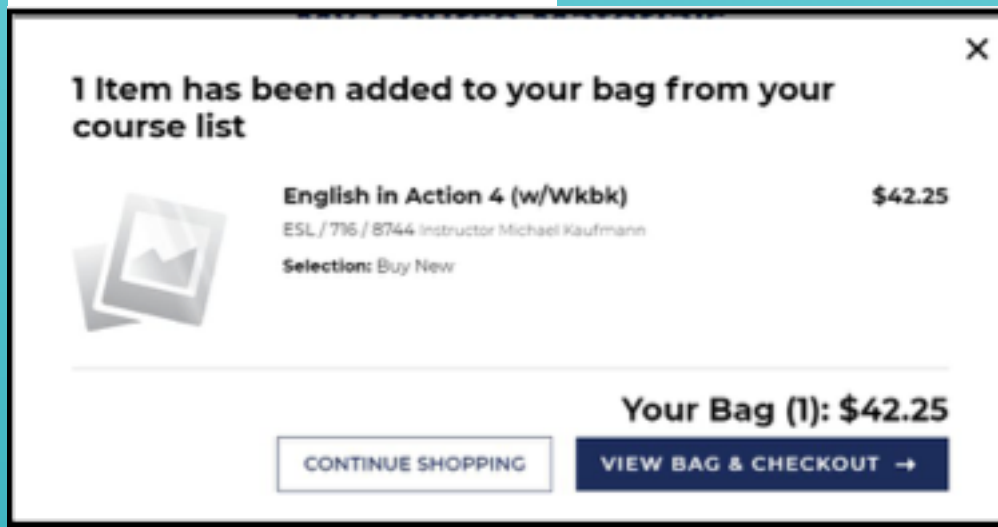 1 Item has been added to your bag from your
course list
English in Action 4 (w/Wkbk)
$42.25
ESL / 716 / 8744 Instructor Michael Kaufmann
Selection: Buy New
Your Bag (1): $42.25
CONTINUE SHOPPING
VIEW BAG & CHECKOUT →